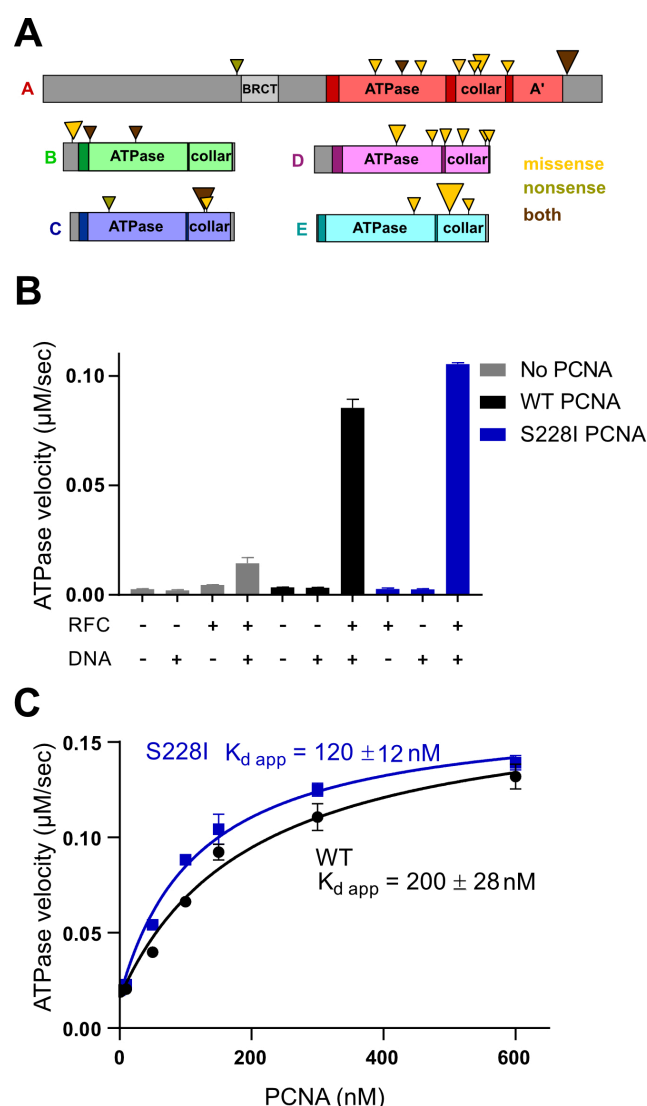 A
A BRCT ATPase collar A'
B ATPase collar
D ATPase collar
missense
nonsense
both
C ATPase collar
E ATPase collar
B
ATPase velocity (µM/sec)
0.10
0.05
0.00
No PCNA
WT PCNA
S228I PCNA
RFC - - + + - - + + - +
DNA - + - + - + + - + +
C
ATPase velocity (µM/sec)
0.15
0.10
0.05
0.00
S228I Kd app = 120 ± 12 nM
WT
Kd app = 200 ± 28 nM
0 200 400 600
PCNA (nM)